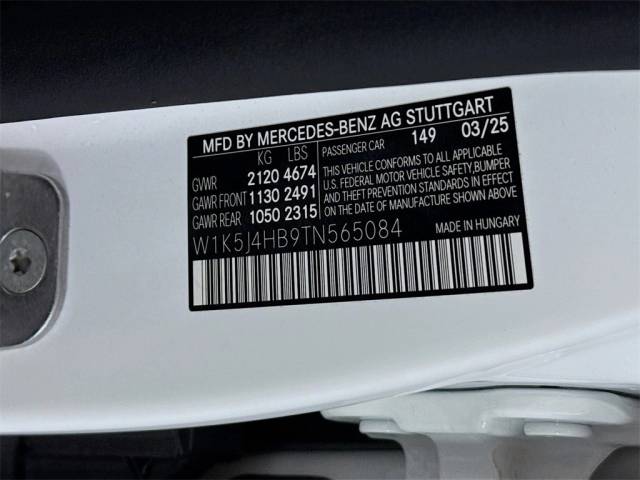 MFD BY MERCEDES-BENZ AG STUTTGART
KG LBS
GVWR 2120 4674
GAWR FRONT 1130 2491
GAWR REAR 1050 2315
PASSENGER CAR 149 03/25
THIS VEHICLE CONFORMS TO ALL APPLICABLE
U.S. FEDERAL MOTOR VEHICLE SAFETY, BUMPER
AND THEFT PREVENTION STANDARDS IN EFFECT
ON THE DATE OF MANUFACTURE SHOWN ABOVE.
W1K5J4HB9TN565084
MADE IN HUNGARY